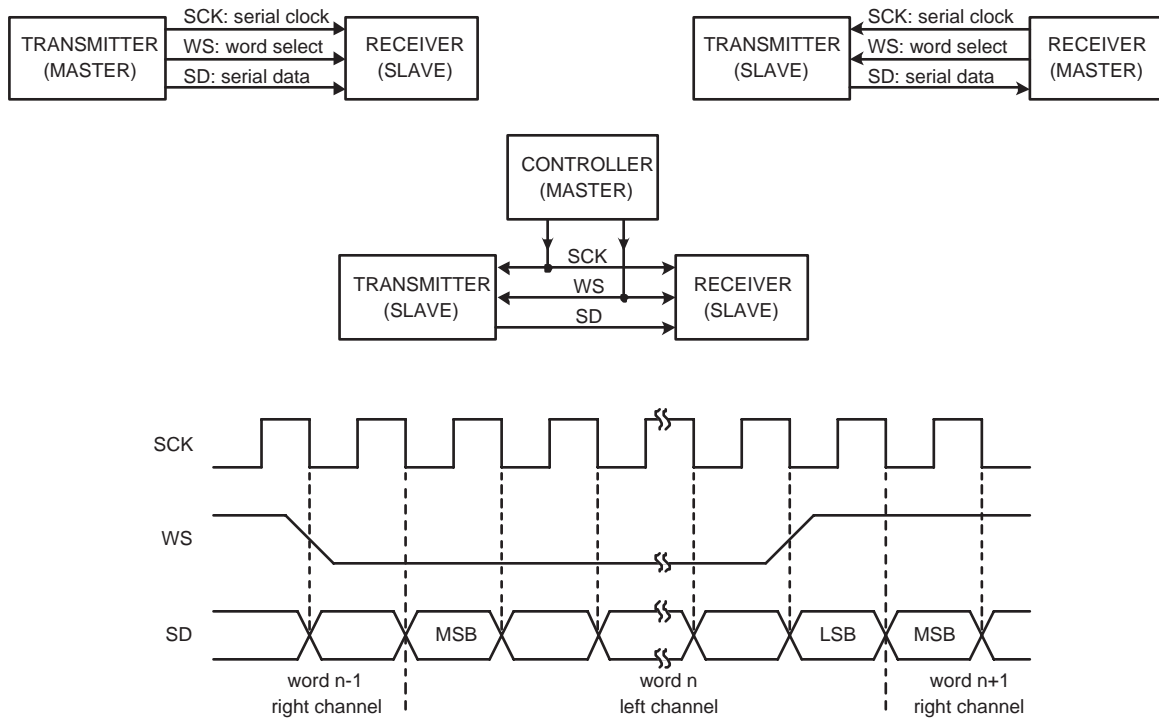 SCK: serial clock
TRANSMITTER
(MASTER)
WS: word select
RECEIVER
(SLAVE)
SD: serial data
SCK: serial clock
TRANSMITTER
(SLAVE)
WS: word select
RECEIVER
(MASTER)
SD: serial data
CONTROLLER
(MASTER)
SCK
TRANSMITTER
(SLAVE)
WS
RECEIVER
(SLAVE)
SD
SCK
WS
SD
MSB
LSB
MSB
word n-1
right channel
word n
left channel
word n+1
right channel